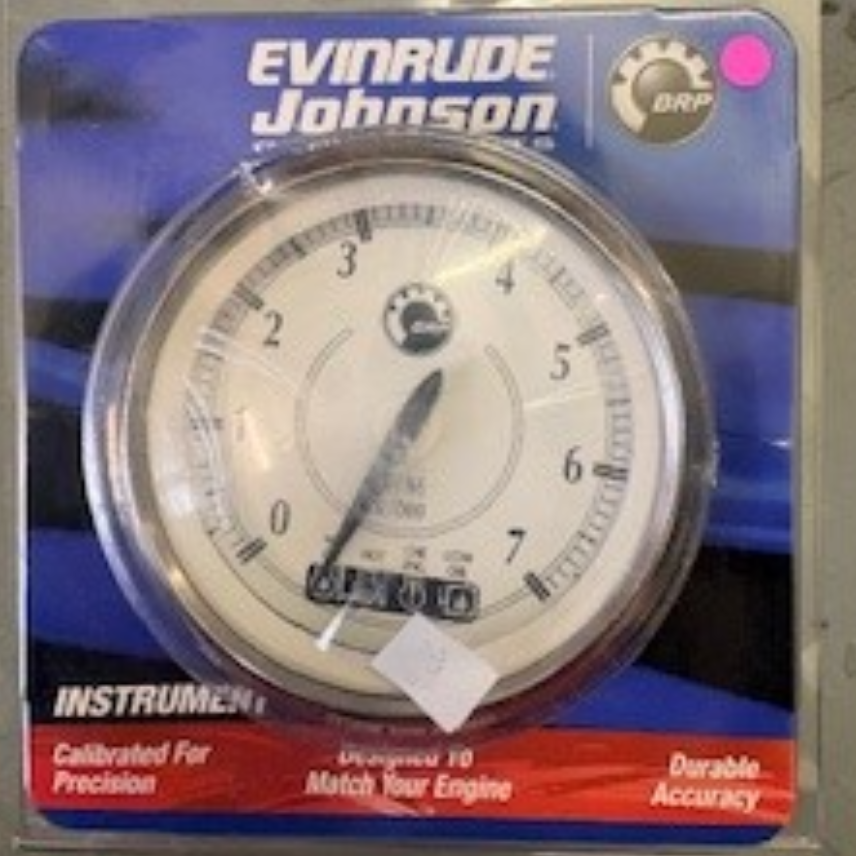 EVINRUDE
Johnson
BRP
3
4
2
5
1
6
0
7
INSTRUMENT
Calibrated For
Precision
Designed To
Match Your Engine
Durable
Accuracy